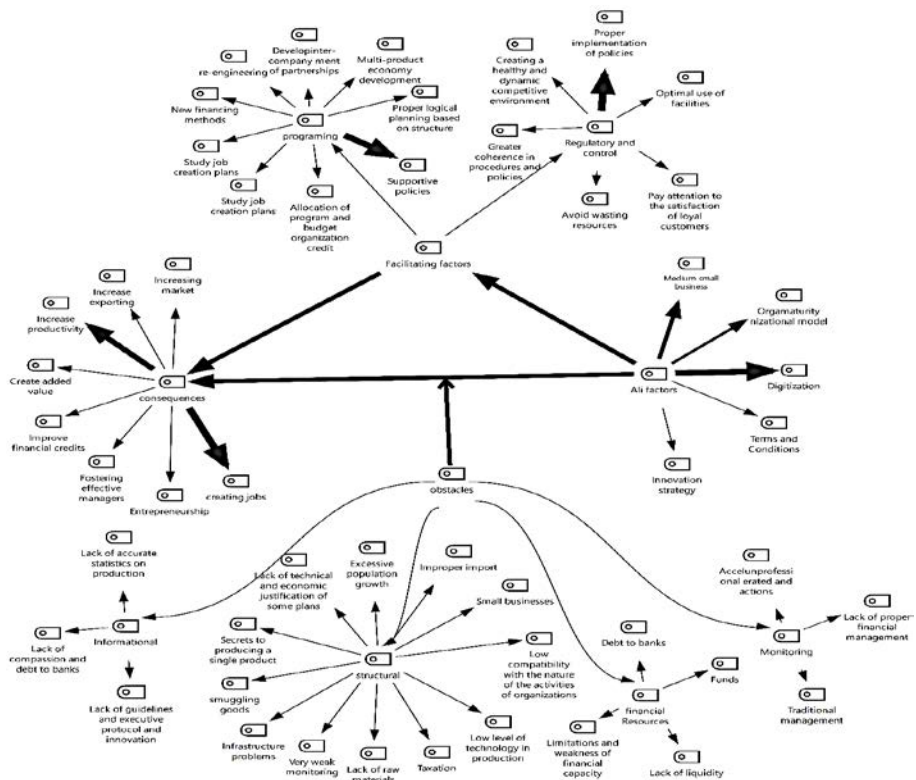 Proper
implementation
of policies
Developinter-
company ment
of partnerships
Multi-product
economy
development
Creating a
healthy and
dynamic
competitive
environment
re-engineering
Optimal use of
facilities
New financing
methods
Proper logical
planning based on
structure
programing
Regulatory and
control
Greater
coherence in
procedures and
policies
Study job
creation plans
Supportive
policies
Study job
creation plans
Allocation of
program and
budget
organization
credit
Avoid wasting
resources
Pay attention to
the satisfaction
of loyal
customers
Facilitating factors
Increasing
market
Increase
exporting
Increase
productivity
Medium small
business
Orgamaturity
nizational model
Create added
value
consequences
Ali factors
Digitization
Improve
financial credits
Terms and
Conditions
Fostering
effective
managers
Entrepreneurship
creating jobs
obstacles
Innovation
strategy
Lack of accurate
statistics on
production
Lack of technical
and economic
justification of
some plans
Excessive
population
growth
Improper import
Small businesses
Accelunprofessi
onal erated and
actions
Lack of proper
financial
management
Informational
Lack of
compassion and
debt to banks
Secrets to
producing a
single product
structural
Low
compatibility
with the nature
of the activities
of organizations
Debt to banks
Monitoring
Funds
financial
Resources
Lack of guidelines
and executive
protocol and
innovation
smuggling
goods
Traditional
management
Infrastructure
problems
Very weak
monitoring
Lack of raw
materials
Taxation
Low level of
technology in
production
Limitations and
weakness of
financial
capacity
Lack of liquidity